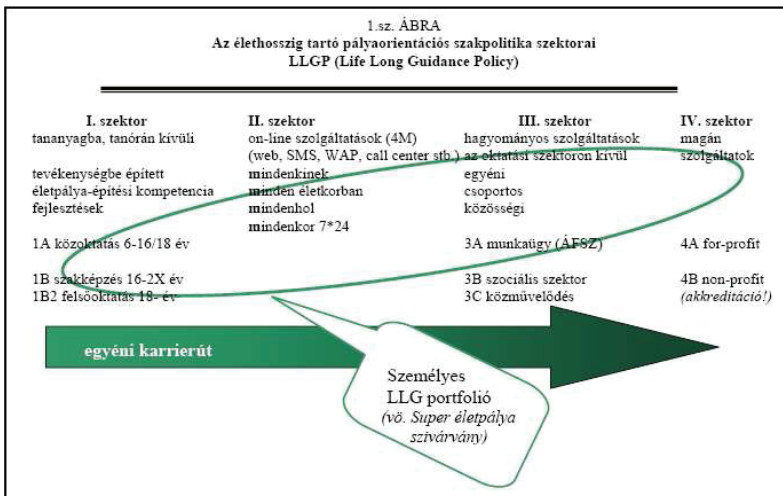 1.sz. ÁBRA
Az élethosszig tartó pályaorientációs szakpolitika szektorai
LLGP (Life Long Guidance Policy)
I. szektor
tananyagba, tanórán kívüli
tevékenységbe épített
életpálya-építési kompetencia
fejlesztések
1A közoktatás 6-16/18 év
1B szakképzés 16-2X év
1B2 felsőoktatás 18- év
II. szektor
on-line szolgáltatások (4M)
(web, SMS, WAP, call center stb.)
mindenkinek
minden életkorban
mindenhol
mindenkor 7*24
III. szektor
hagyományos szolgáltatások
az oktatási szektoron kívül
egyéni
csoportos
közösségi
3A munkaügy (ÁFSZ)
3B szociális szektor
3C közművelődés
IV. szektor
magán
szolgáltatok
4A for-profit
4B non-profit
(akkreditáció!)
egyéni karrierút
Személyes
LLG portfolió
(vö. Super életpálya
szivárvány)